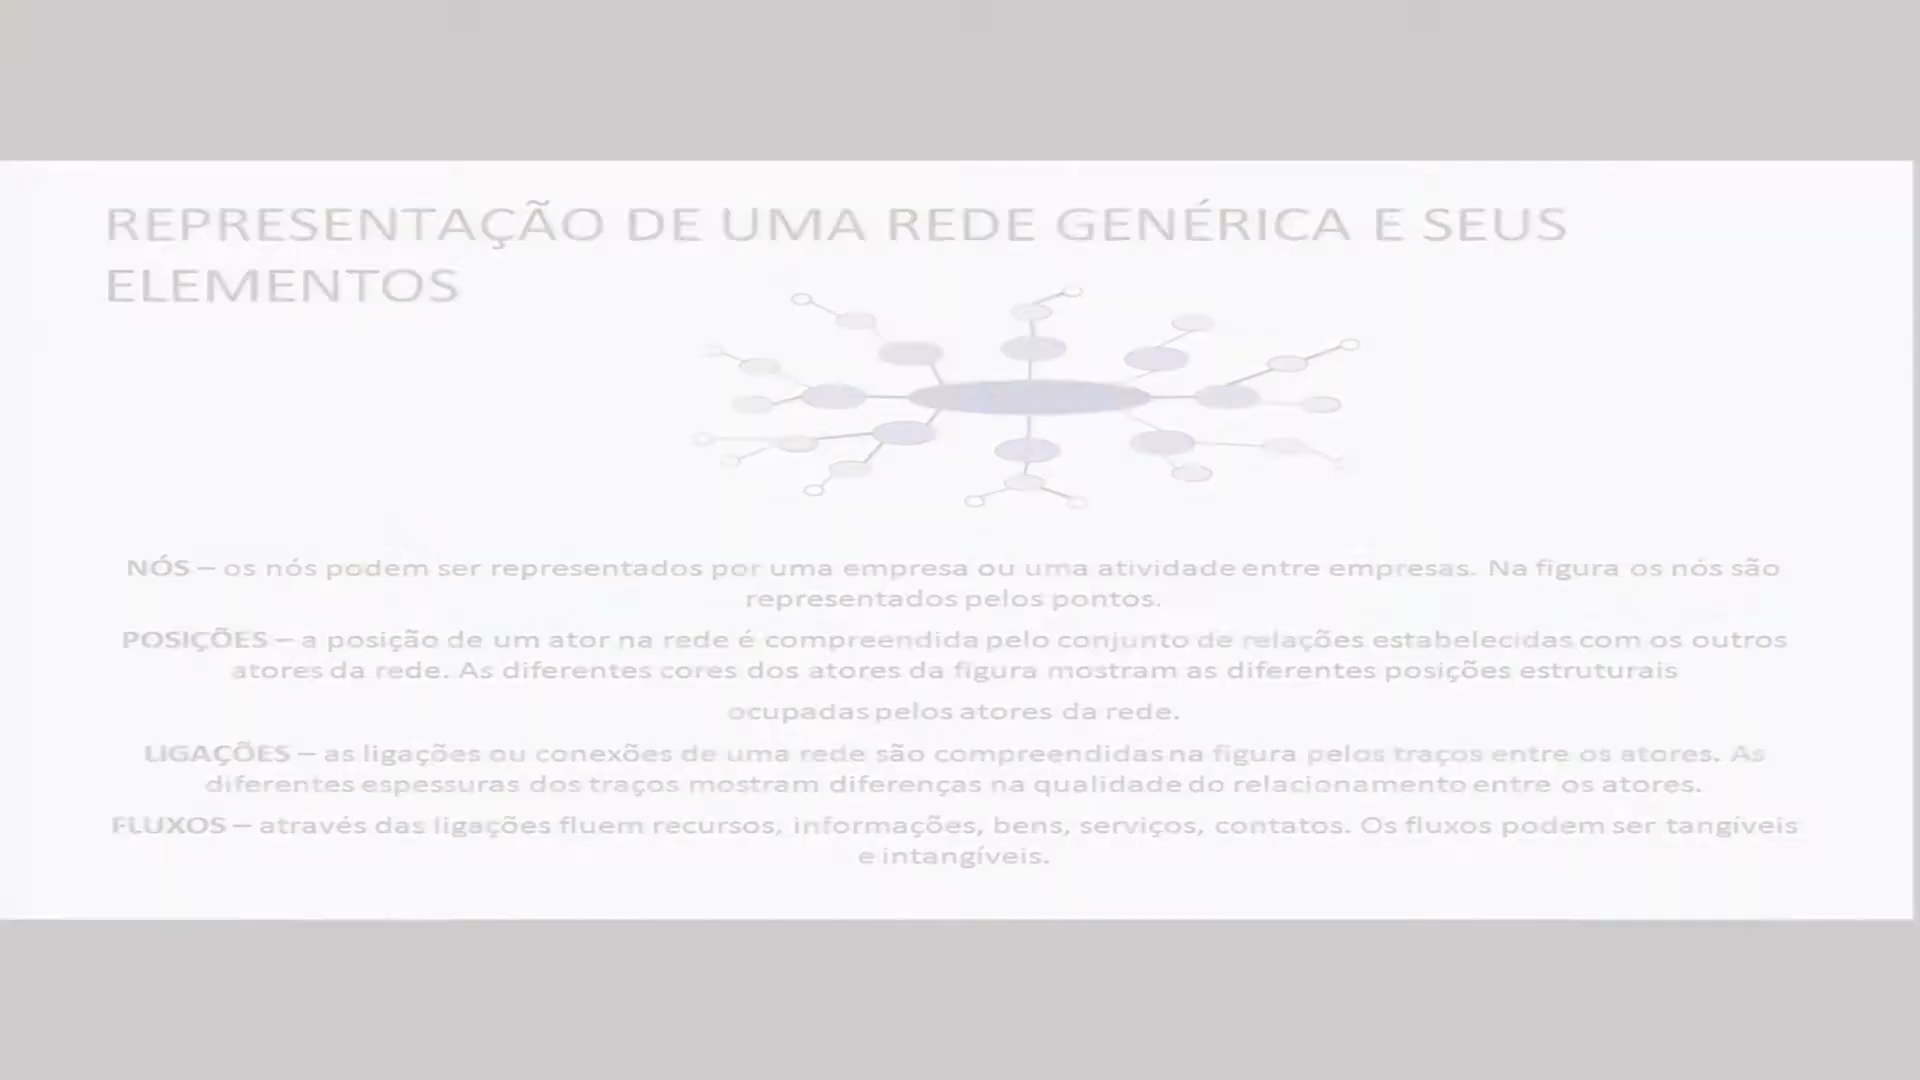 REPRESENTAÇÃO DE UMA REDE GENÉRICA E SEUS
ELEMENTOS
NÓS – os nós podem ser representados por uma empresa ou uma atividade entre empresas. Na figura os nós são
representados pelos pontos.
POSIÇÕES – a posição de um ator na rede é compreendida pelo conjunto de relações estabelecidas com os outros
atores da rede. As diferentes cores dos atores da figura mostram as diferentes posições estruturais
ocupadas pelos atores da rede.
LIGAÇÕES – as ligações ou conexões de uma rede são compreendidas na figura pelos traços entre os atores. As
diferentes espessuras dos traços mostram diferenças na qualidade do relacionamento entre os atores.
FLUXOS – através das ligações fluem recursos, informações, bens, serviços, contatos. Os fluxos podem ser tangíveis
e intangíveis.